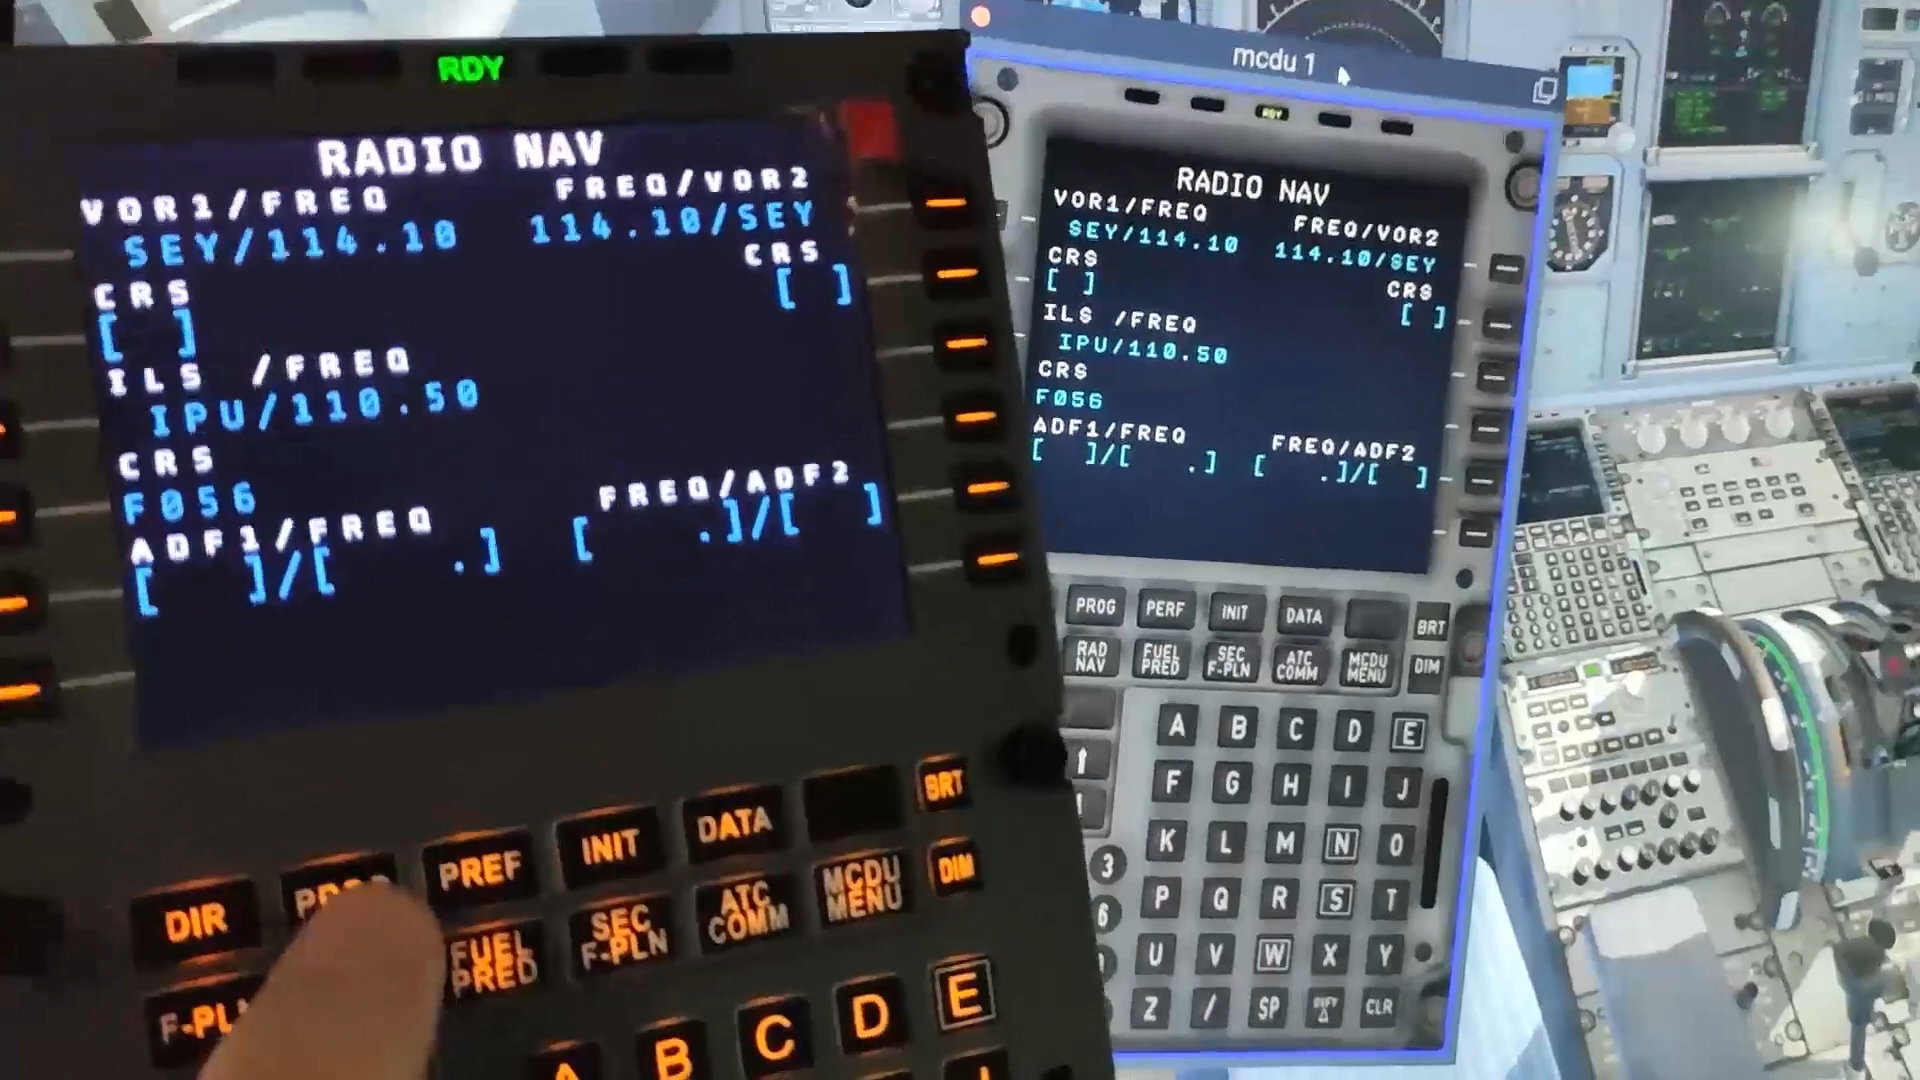 RDY
RADIO NAV
VOR1/FREQ FREQ/VOR2
SEY/114.10 114.10/SEY
CRS CRS
[ ] [ ]
ILS /FREQ
IPU/110.50
CRS
F056
ADF1/FREQ FREQ/ADF2
[ ]/[ .] [ .]/[ ]
PREF INIT DATA BRT
DIR FUEL PRED SEC F-PLN ATC COMM MCDU MENU DIM
A B C D E
mcdu 1
RDY
RADIO NAV
VOR1/FREQ FREQ/VOR2
SEY/114.10 114.10/SEY
CRS CRS
[ ] [ ]
ILS /FREQ
IPU/110.50
CRS
F056
ADF1/FREQ FREQ/ADF2
[ ]/[ .] [ .]/[ ]
PROG PERF INIT DATA BRT
RAD NAV FUEL PRED SEC F-PLN ATC COMM MCDU MENU DIM
A B C D E
F G H I J
K L M N O
3 P Q R S T
6 U V W X Y
Z / SP OVFY Δ CLR